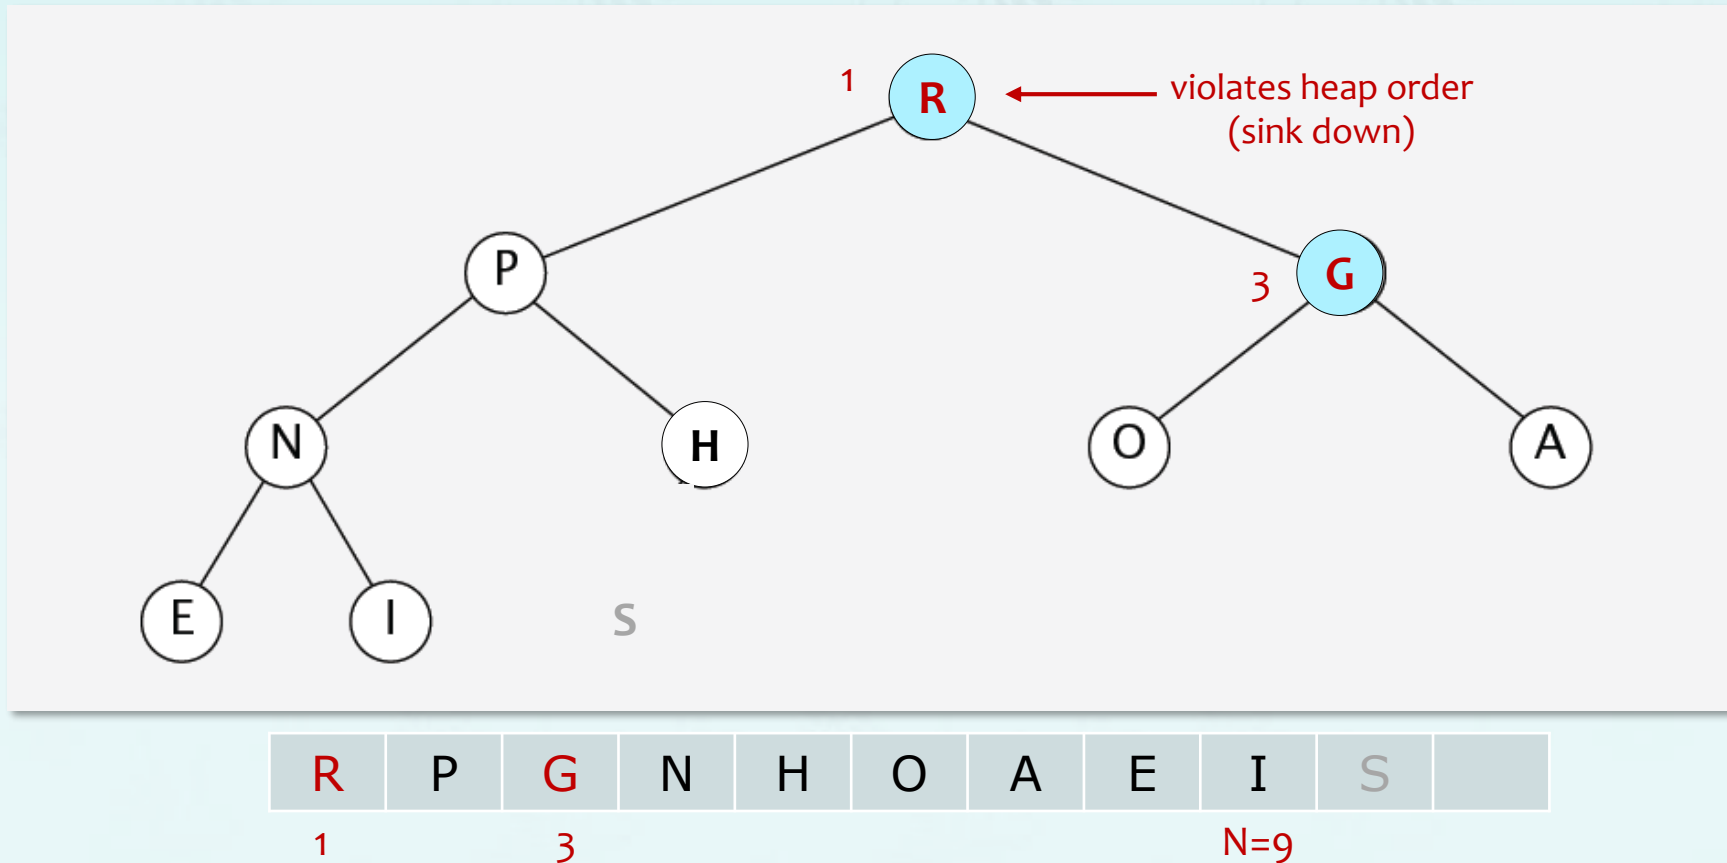 1 R violates heap order
(sink down)
P 3 G
N H O A
E I S
R P G N H O A E I S
1 3 N=9